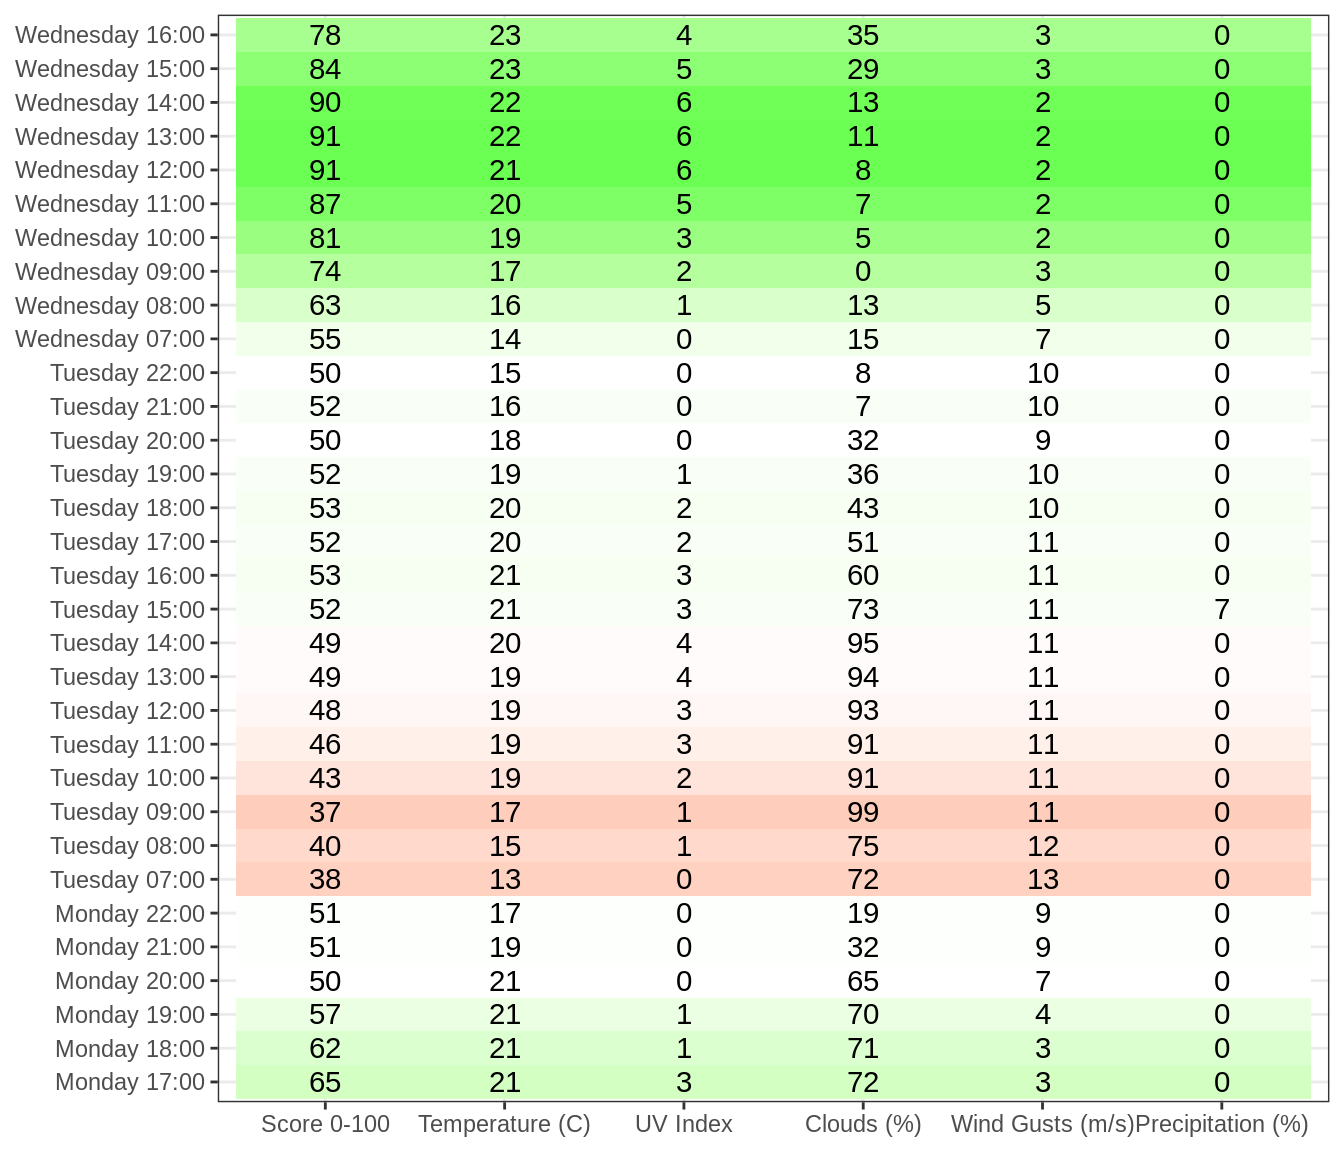 Wednesday 16:00 78 23 4 35 3 0
Wednesday 15:00 84 23 5 29 3 0
Wednesday 14:00 90 22 6 13 2 0
Wednesday 13:00 91 22 6 11 2 0
Wednesday 12:00 91 21 6 8 2 0
Wednesday 11:00 87 20 5 7 2 0
Wednesday 10:00 81 19 3 5 2 0
Wednesday 09:00 74 17 2 0 3 0
Wednesday 08:00 63 16 1 13 5 0
Wednesday 07:00 55 14 0 15 7 0
Tuesday 22:00 50 15 0 8 10 0
Tuesday 21:00 52 16 0 7 10 0
Tuesday 20:00 50 18 0 32 9 0
Tuesday 19:00 52 19 1 36 10 0
Tuesday 18:00 53 20 2 43 10 0
Tuesday 17:00 52 20 2 51 11 0
Tuesday 16:00 53 21 3 60 11 0
Tuesday 15:00 52 21 3 73 11 7
Tuesday 14:00 49 20 4 95 11 0
Tuesday 13:00 49 19 4 94 11 0
Tuesday 12:00 48 19 3 93 11 0
Tuesday 11:00 46 19 3 91 11 0
Tuesday 10:00 43 19 2 91 11 0
Tuesday 09:00 37 17 1 99 11 0
Tuesday 08:00 40 15 1 75 12 0
Tuesday 07:00 38 13 0 72 13 0
Monday 22:00 51 17 0 19 9 0
Monday 21:00 51 19 0 32 9 0
Monday 20:00 50 21 0 65 7 0
Monday 19:00 57 21 1 70 4 0
Monday 18:00 62 21 1 71 3 0
Monday 17:00 65 21 3 72 3 0
Score 0-100 Temperature (C) UV Index Clouds (%) Wind Gusts (m/s) Precipitation (%)